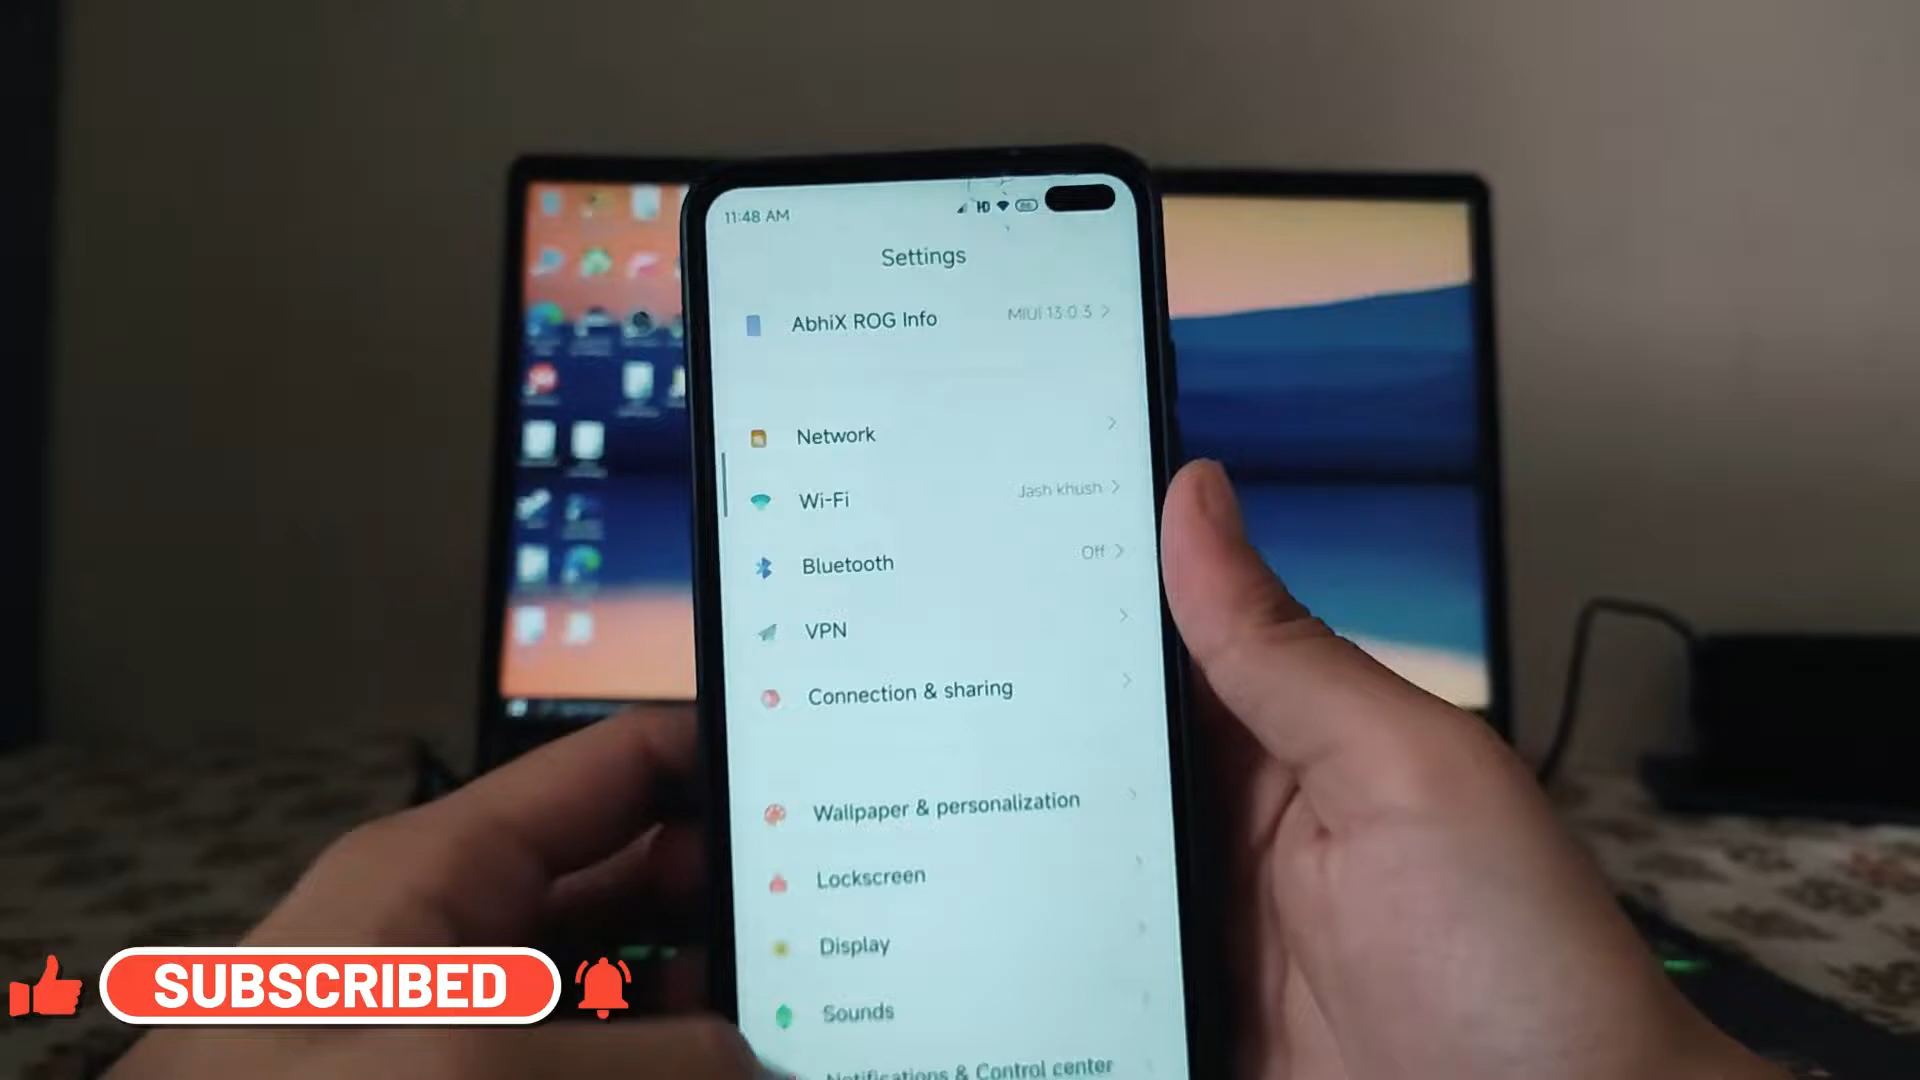 11:48 AM
Settings
AbhiX ROG Info MIUI 13.0.3
Network
Wi-Fi Jash khush
Bluetooth Off
VPN
Connection & sharing
Wallpaper & personalization
Lockscreen
Display
Sounds
Notifications & Control center
SUBSCRIBED